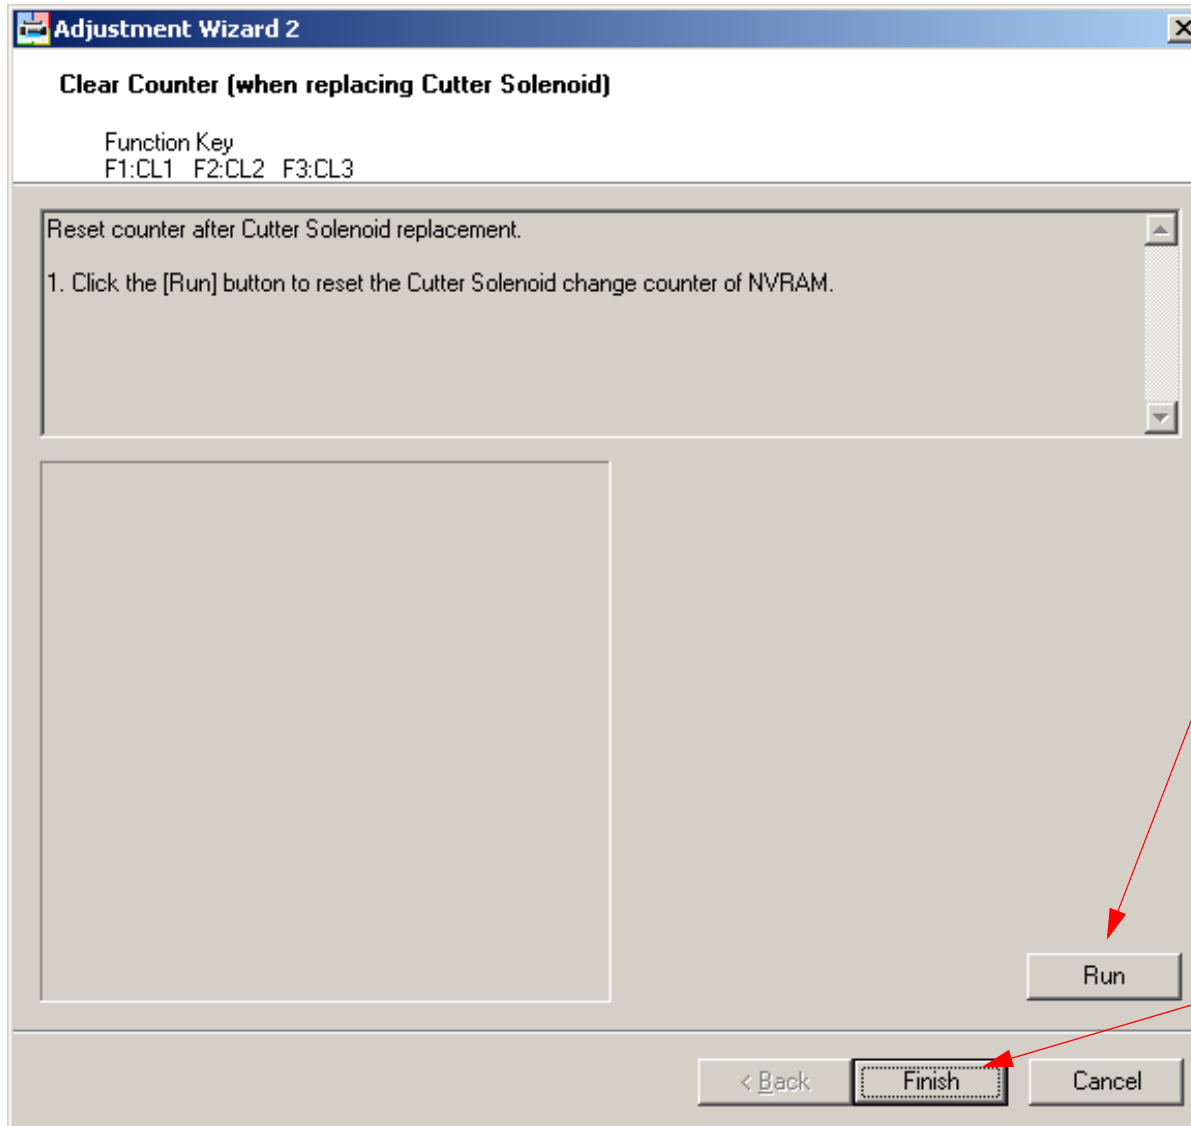 Adjustment Wizard 2
Clear Counter (when replacing Cutter Solenoid)
Function Key
F1:CL1 F2:CL2 F3:CL3
Reset counter after Cutter Solenoid replacement.
1. Click the [Run] button to reset the Cutter Solenoid change counter of NVRAM.
Run
< Back
Finish
Cancel